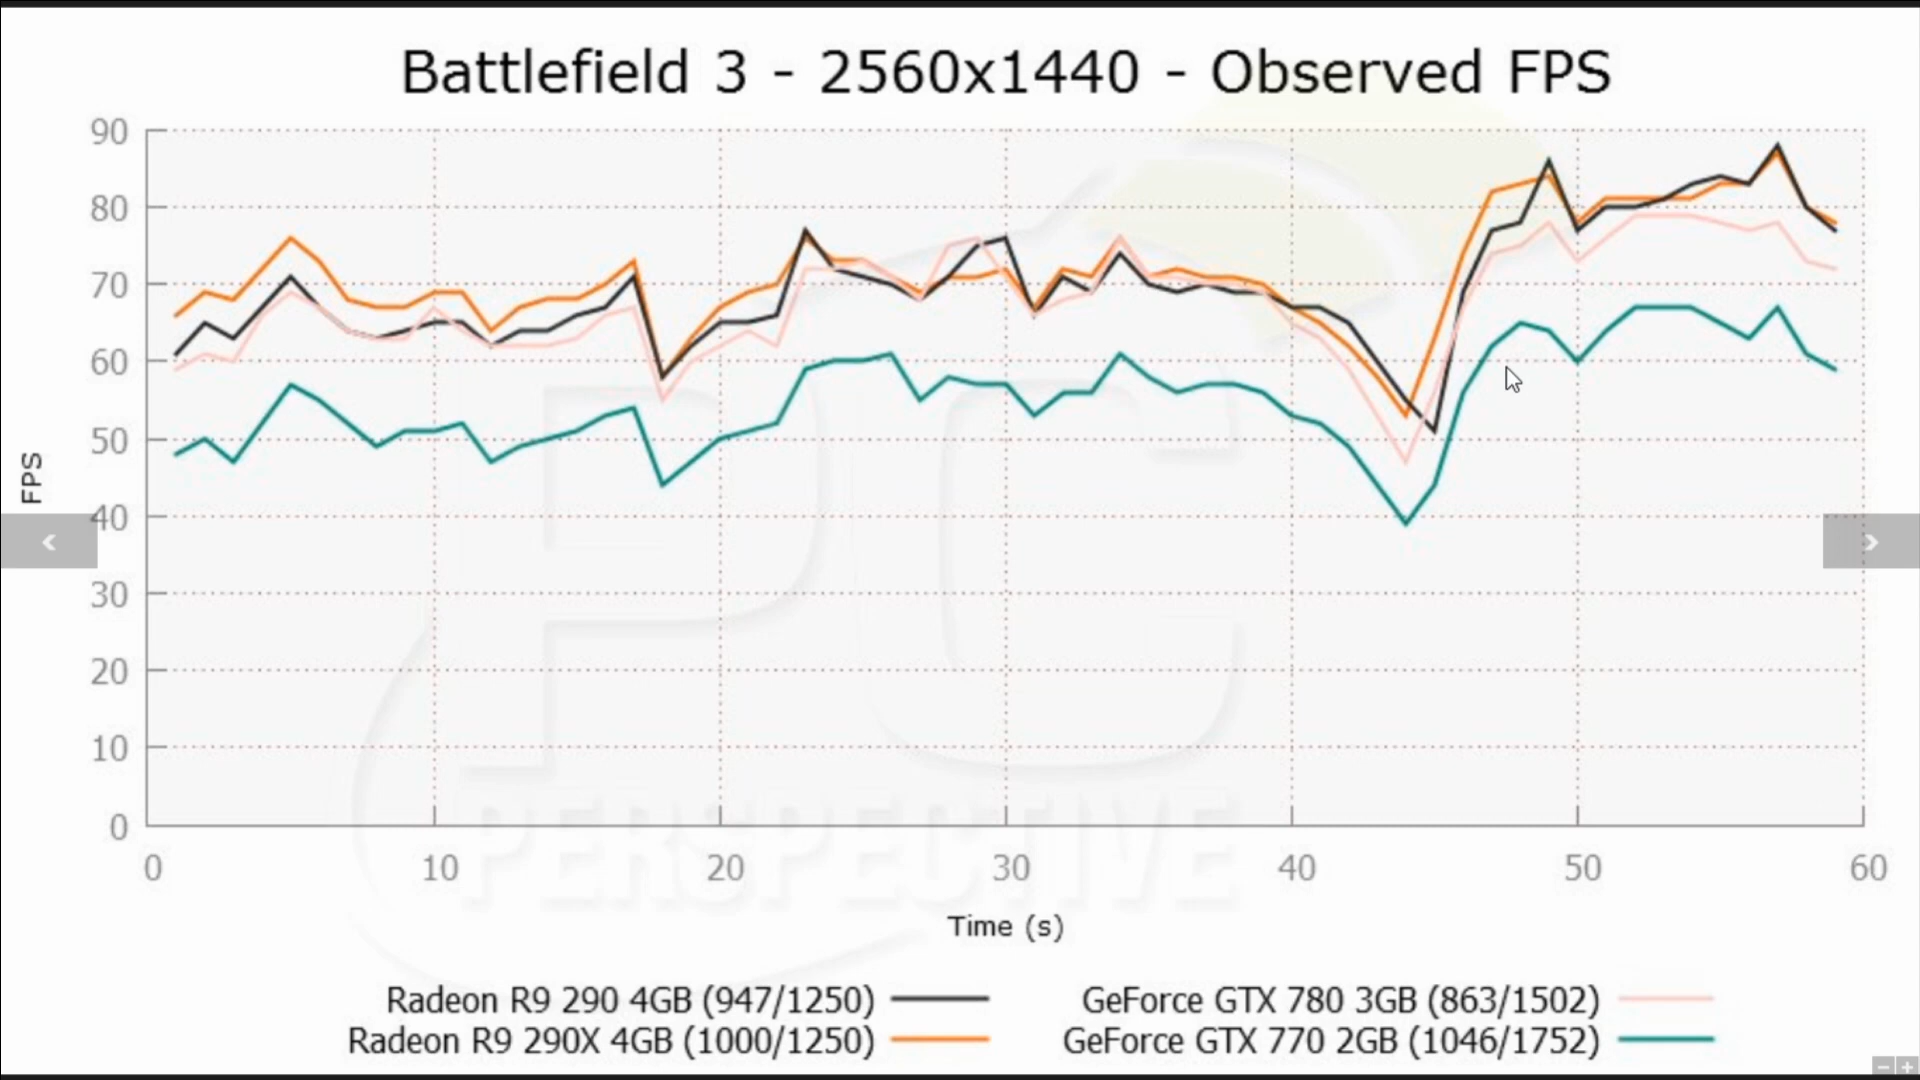 Battlefield 3 - 2560x1440 - Observed FPS
90
80
70
60
50
40
30
20
10
0
FPS
0 10 20 30 40 50 60
Time (s)
PC
PERSPECTIVE
Radeon R9 290 4GB (947/1250)
GeForce GTX 780 3GB (863/1502)
Radeon R9 290X 4GB (1000/1250)
GeForce GTX 770 2GB (1046/1752)